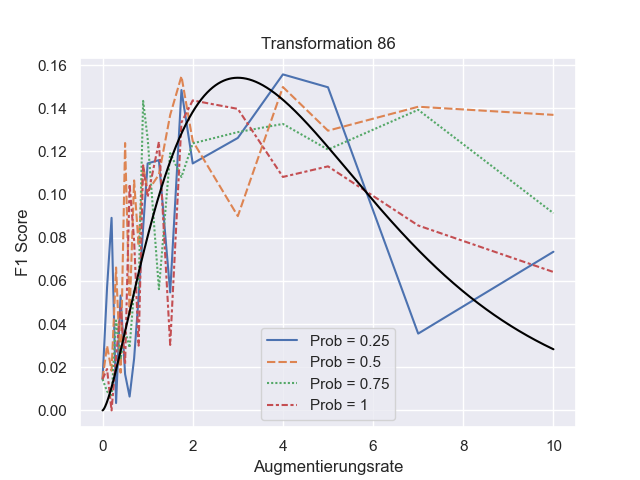 Transformation 86
F1 Score
0.16
0.14
0.12
0.10
0.08
0.06
0.04
0.02
0.00
Prob = 0.25
Prob = 0.5
Prob = 0.75
Prob = 1
0 2 4 6 8 10
Augmentierungsrate